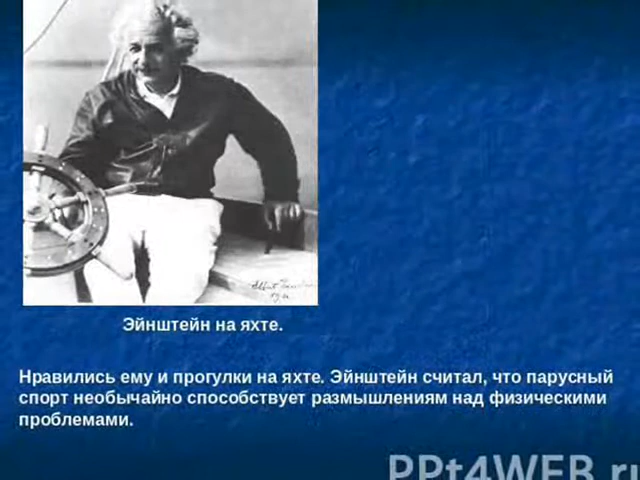 Эйнштейн на яхте.
Нравились ему и прогулки на яхте. Эйнштейн считал, что парусный
спорт необычайно способствует размышлениям над физическими
проблемами.
PPt4WEB.ru